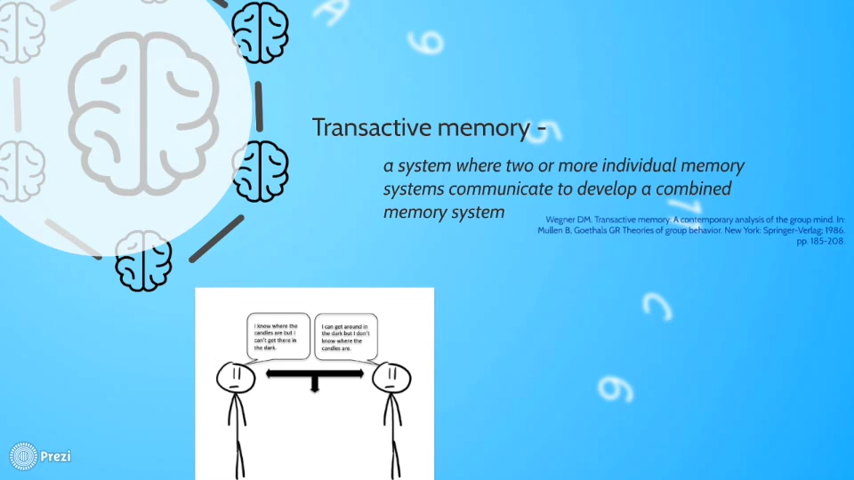 A
6
Transactive memory -
5
a system where two or more individual memory
systems communicate to develop a combined
memory system
Wegner DM. Transactive memory: A contemporary analysis of the group mind. In:
Mullen B, Goethals GR Theories of group behavior. New York: Springer-Verlag; 1986.
pp. 185-208.
C
6
I know where the
candles are but I
can't get there in
the dark.
I can get around in
the dark but I don't
know where the
candles are.
Prezi